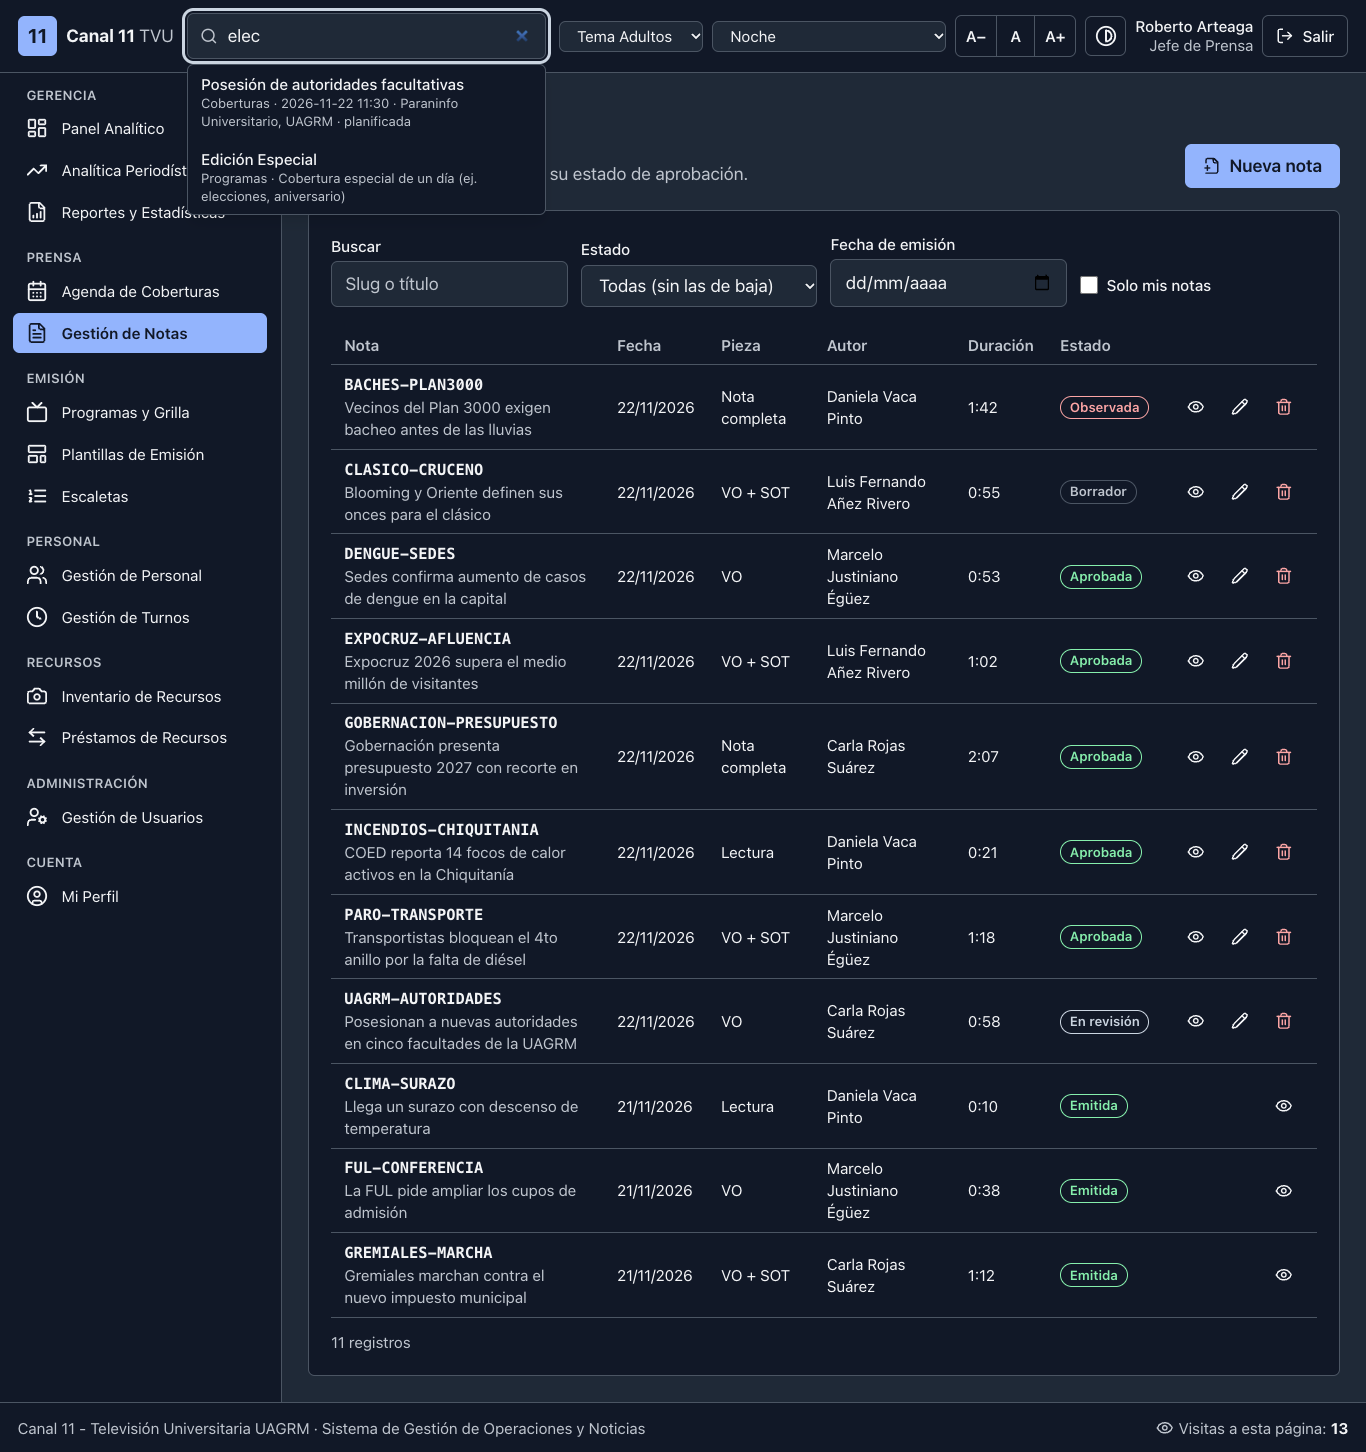 11 Canal 11 TVU
elec
Tema Adultos
Noche
A−
A
A+
Roberto Arteaga
Jefe de Prensa
Salir
Posesión de autoridades facultativas
Coberturas · 2026-11-22 11:30 · Paraninfo
Universitario, UAGRM · planificada
Edición Especial
Programas · Cobertura especial de un día (ej.
elecciones, aniversario)
GERENCIA
Panel Analítico
Analítica Periodíst
Reportes y Estadísticas
PRENSA
Agenda de Coberturas
Gestión de Notas
EMISIÓN
Programas y Grilla
Plantillas de Emisión
Escaletas
PERSONAL
Gestión de Personal
Gestión de Turnos
RECURSOS
Inventario de Recursos
Préstamos de Recursos
ADMINISTRACIÓN
Gestión de Usuarios
CUENTA
Mi Perfil
su estado de aprobación.
Nueva nota
Buscar
Slug o título
Estado
Todas (sin las de baja)
Fecha de emisión
dd/mm/aaaa
Solo mis notas
Nota Fecha Pieza Autor Duración Estado
BACHES-PLAN3000
Vecinos del Plan 3000 exigen
bacheo antes de las lluvias
22/11/2026
Nota
completa
Daniela Vaca
Pinto
1:42
Observada
CLASICO-CRUCENO
Blooming y Oriente definen sus
onces para el clásico
22/11/2026
VO + SOT
Luis Fernando
Añez Rivero
0:55
Borrador
DENGUE-SEDES
Sedes confirma aumento de casos
de dengue en la capital
22/11/2026
VO
Marcelo
Justiniano
Égüez
0:53
Aprobada
EXPOCRUZ-AFLUENCIA
Expocruz 2026 supera el medio
millón de visitantes
22/11/2026
VO + SOT
Luis Fernando
Añez Rivero
1:02
Aprobada
GOBERNACION-PRESUPUESTO
Gobernación presenta
presupuesto 2027 con recorte en
inversión
22/11/2026
Nota
completa
Carla Rojas
Suárez
2:07
Aprobada
INCENDIOS-CHIQUITANIA
COED reporta 14 focos de calor
activos en la Chiquitanía
22/11/2026
Lectura
Daniela Vaca
Pinto
0:21
Aprobada
PARO-TRANSPORTE
Transportistas bloquean el 4to
anillo por la falta de diésel
22/11/2026
VO + SOT
Marcelo
Justiniano
Égüez
1:18
Aprobada
UAGRM-AUTORIDADES
Posesionan a nuevas autoridades
en cinco facultades de la UAGRM
22/11/2026
VO
Carla Rojas
Suárez
0:58
En revisión
CLIMA-SURAZO
Llega un surazo con descenso de
temperatura
21/11/2026
Lectura
Daniela Vaca
Pinto
0:10
Emitida
FUL-CONFERENCIA
La FUL pide ampliar los cupos de
admisión
21/11/2026
VO
Marcelo
Justiniano
Égüez
0:38
Emitida
GREMIALES-MARCHA
Gremiales marchan contra el
nuevo impuesto municipal
21/11/2026
VO + SOT
Carla Rojas
Suárez
1:12
Emitida
11 registros
Canal 11 - Televisión Universitaria UAGRM · Sistema de Gestión de Operaciones y Noticias
Visitas a esta página: 13